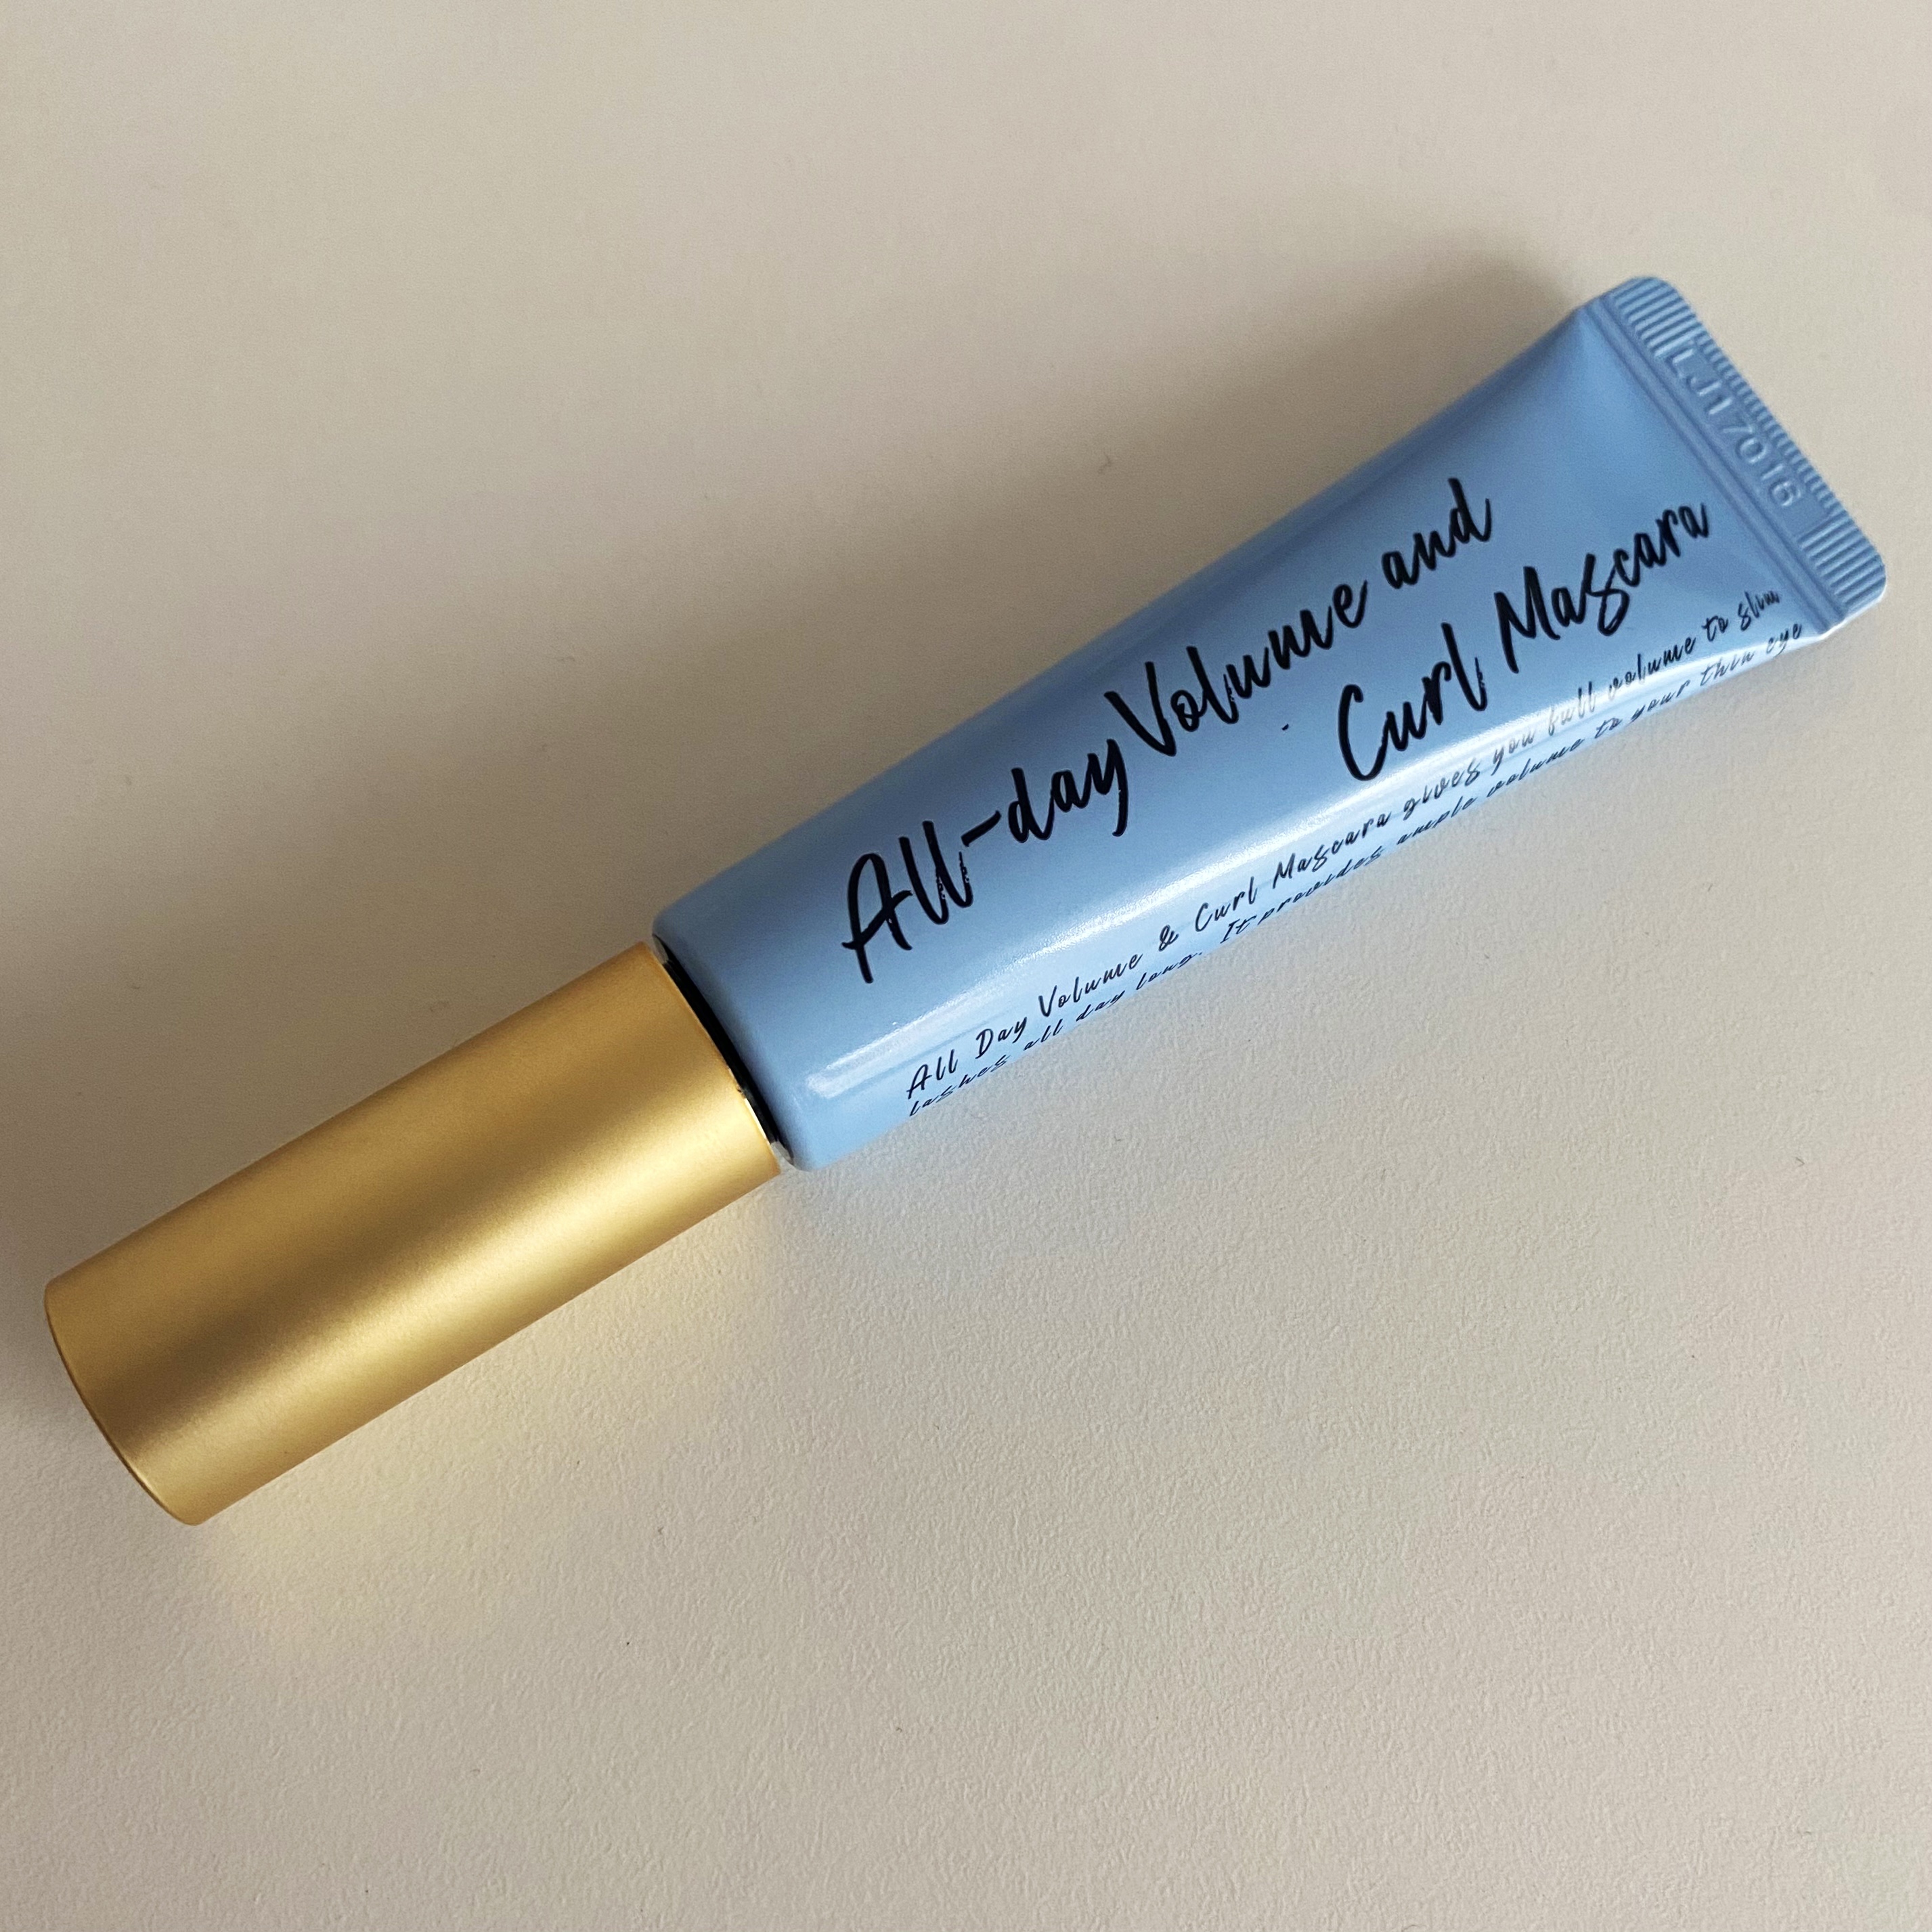 All-day Volume and
Curl Mascara
All Day Volume & Curl Mascara gives you full volume to slim
lashes all day long. It provides ample volume to your thin eye
LJ17016